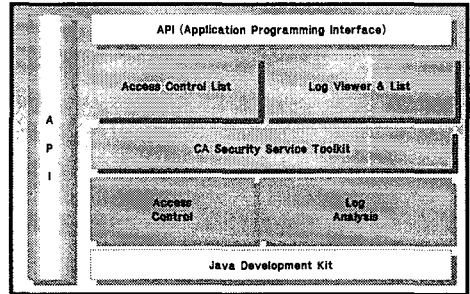 API (Application Programming Interface)
Access Control List
Log Viewer & List
A
P
I
CA Security Service Toolkit
Access
Control
Log
Analysis
Java Development Kit